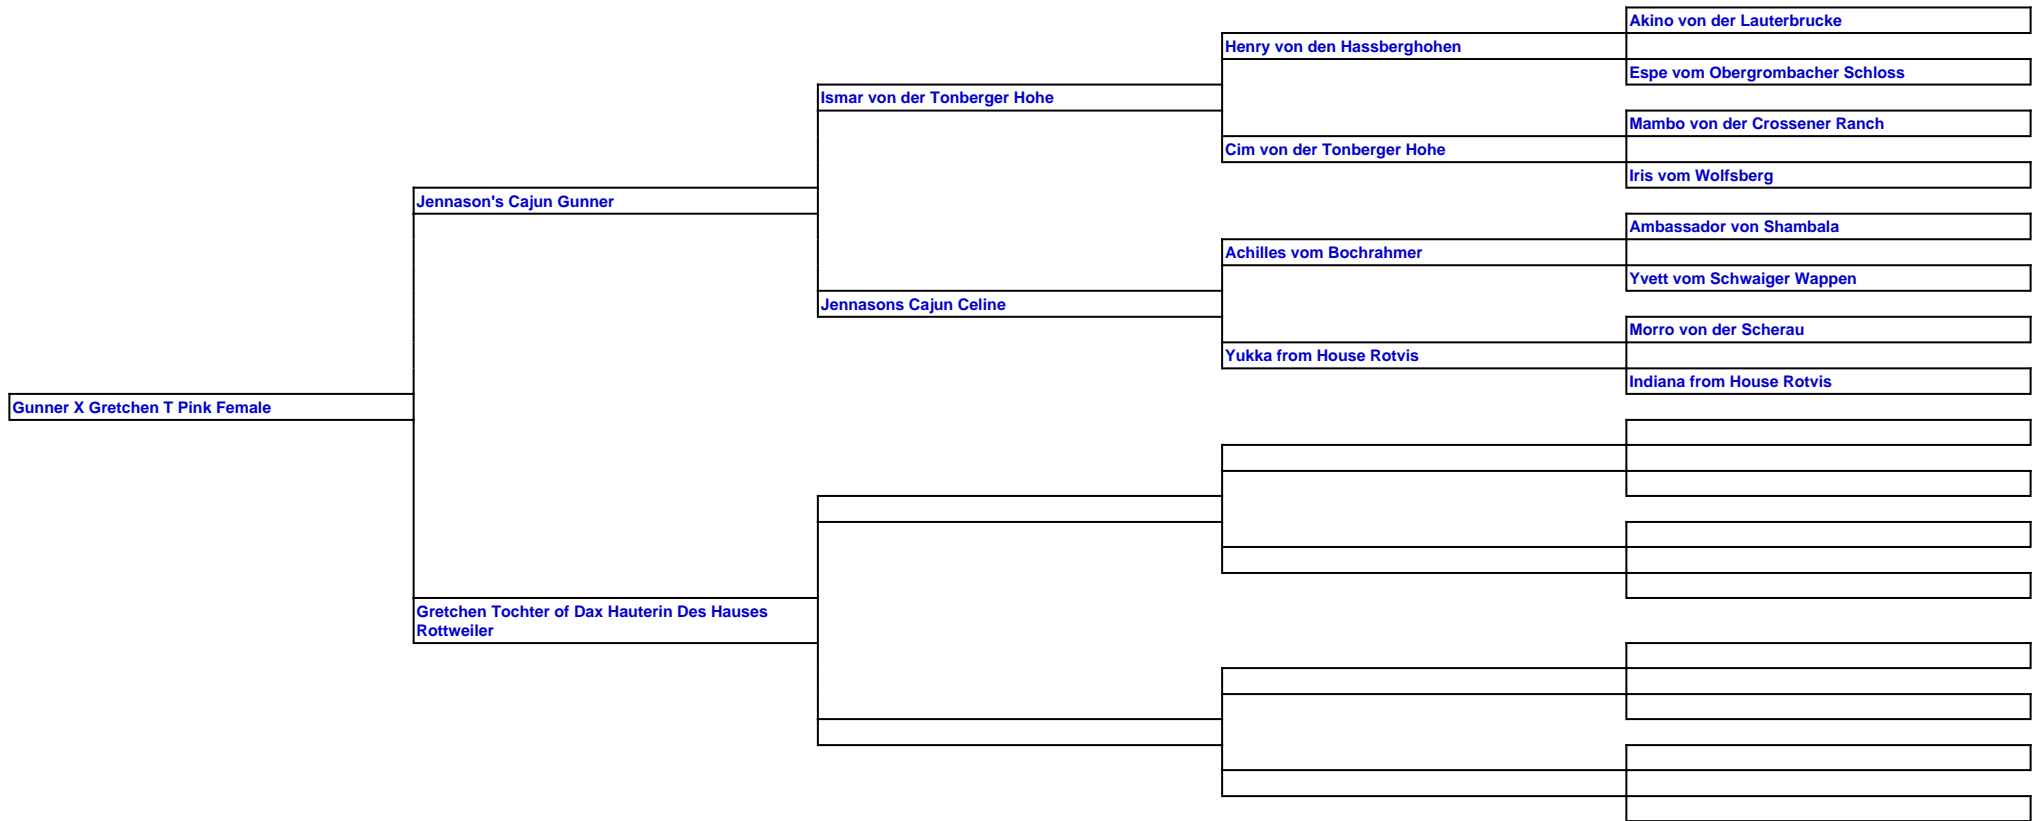 Akino von der Lauterbrucke
Henry von den Hassberghohen
Espe vom Obergrombacher Schloss
Ismar von der Tonberger Hohe
Mambo von der Crossener Ranch
Cim von der Tonberger Hohe
Iris vom Wolfsberg
Jennason's Cajun Gunner
Ambassador von Shambala
Achilles vom Bochrahmer
Yvett vom Schwaiger Wappen
Jennasons Cajun Celine
Morro von der Scherau
Yukka from House Rotvis
Indiana from House Rotvis
Gunner X Gretchen T Pink Female
Gretchen Tochter of Dax Hauterin Des Hauses
Rottweiler